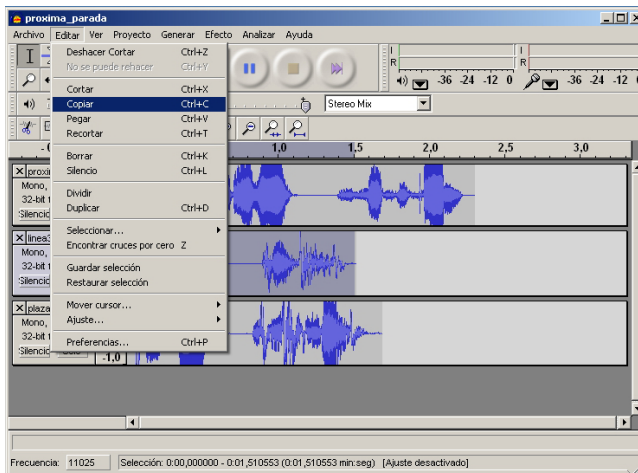 proxima_parada
Archivo Editar Ver Proyecto Generar Efecto Analizar Ayuda
Deshacer Cortar Ctrl+Z
No se puede rehacer Ctrl+Y
Cortar Ctrl+X
Copiar Ctrl+C
Pegar Ctrl+V
Recortar Ctrl+T
Borrar Ctrl+K
Silencio Ctrl+L
Dividir
Duplicar Ctrl+D
Seleccionar...
Encontrar cruces por cero Z
Guardar selección
Restaurar selección
Mover cursor...
Ajuste...
Preferencias... Ctrl+P
L
R
-36 -24 -12 0
L
R
-36 -24 -12
Stereo Mix
1,0 1,5 2,0 2,5 3,0
Mono,
32-bit
Silencio
Mono,
32-bit
Silencio
plaza
Mono,
32-bit
Silencio
-1,0
Frecuencia: 11025 Selección: 0:00,000000 - 0:01,510553 (0:01,510553 min:seg) [Ajuste desactivado]